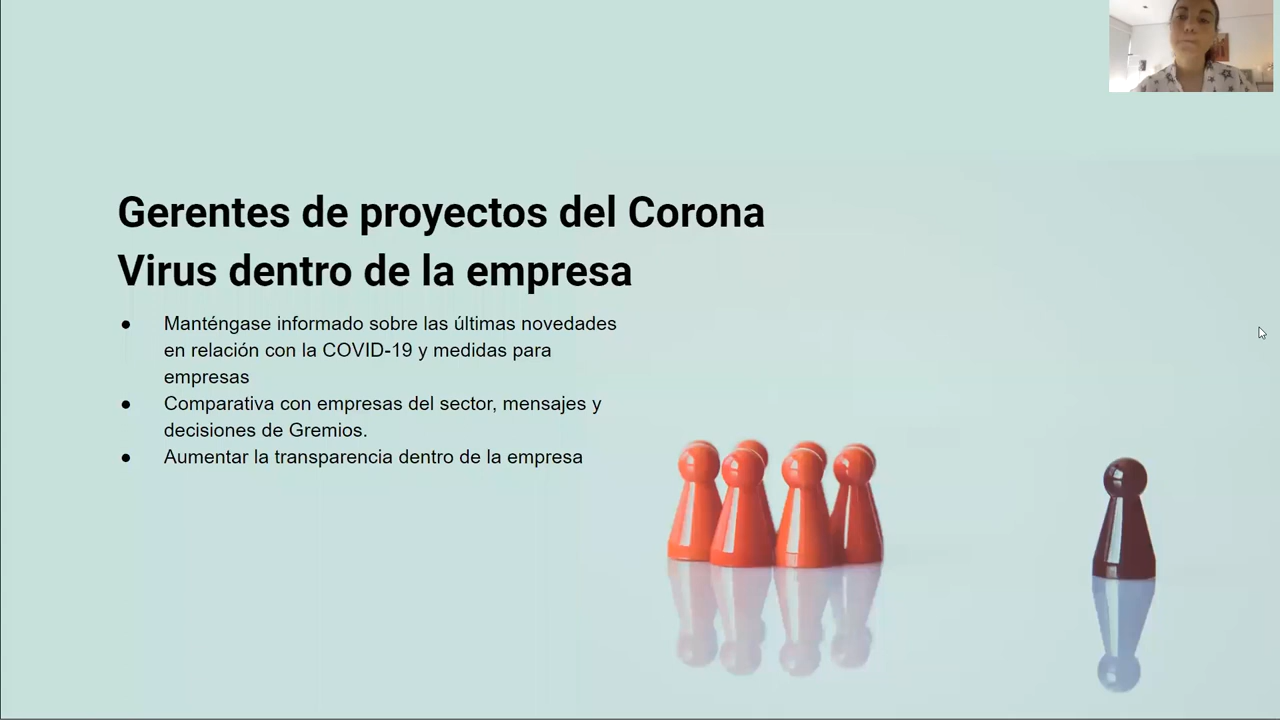 Gerentes de proyectos del Corona
Virus dentro de la empresa
● Manténgase informado sobre las últimas novedades
en relación con la COVID-19 y medidas para
empresas
● Comparativa con empresas del sector, mensajes y
decisiones de Gremios.
● Aumentar la transparencia dentro de la empresa